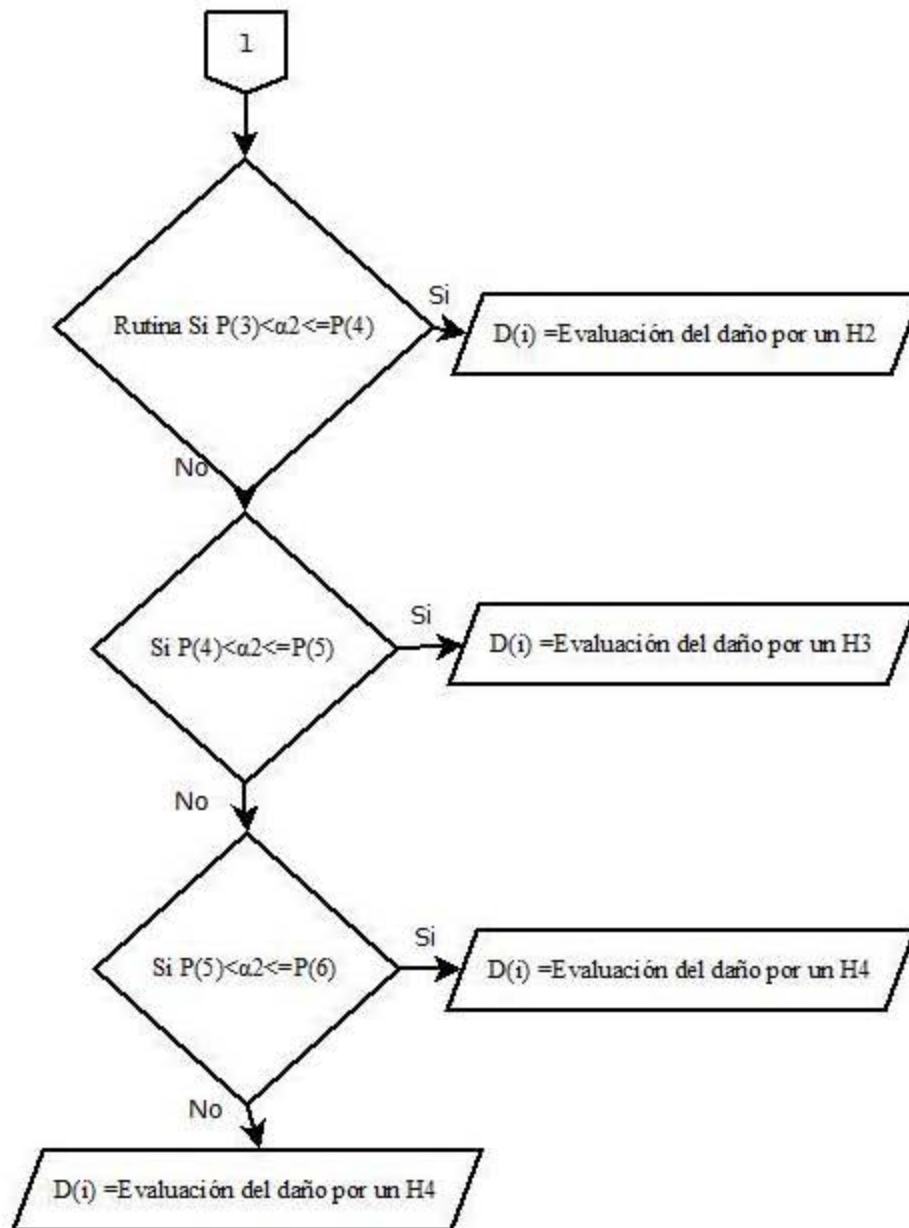 1
Rutina Si P(3)<α2<=P(4)
Si
D(i) =Evaluación del daño por un H2
No
Si P(4)<α2<=P(5)
Si
D(i) =Evaluación del daño por un H3
No
Si P(5)<α2<=P(6)
Si
D(i) =Evaluación del daño por un H4
No
D(i) =Evaluación del daño por un H4